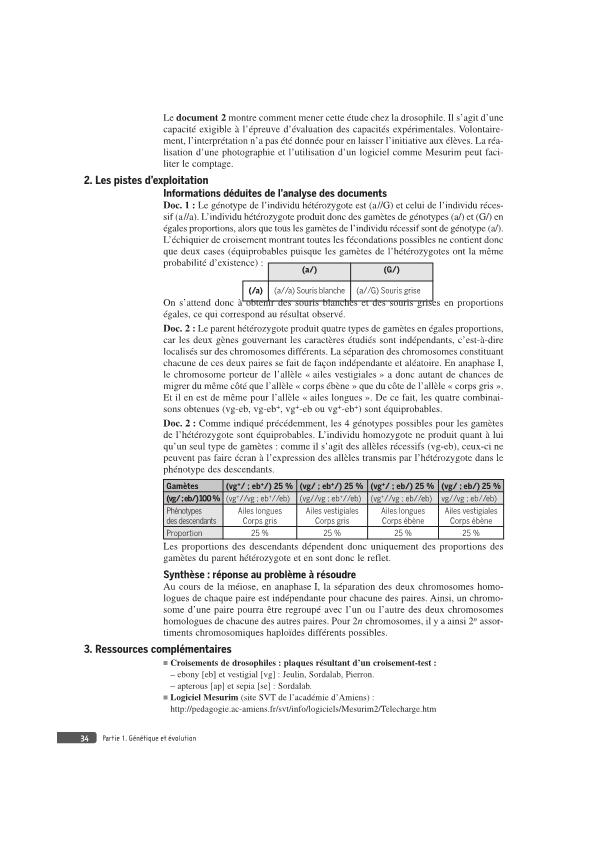 Le document 2 montre comment mener cette étude chez la drosophile. Il s'agit d'une
capacité exigible à l'épreuve d'évaluation des capacités expérimentales. Volontaire-
ment, l'interprétation n'a pas été donnée pour en laisser l'initiative aux élèves. La réa-
lisation d'une photographie et l'utilisation d'un logiciel comme Mesurim peut faci-
liter le comptage.
2. Les pistes d'exploitation
Informations déduites de l'analyse des documents
Doc. 1 : Le génotype de l'individu hétérozygote est (a//G) et celui de l'individu réces-
sif (a//a). L'individu hétérozygote produit donc des gamètes de génotypes (a/) et (G/) en
égales proportions, alors que tous les gamètes de l'individu récessif sont de génotype (a/).
L'échiquier de croisement montrant toutes les fécondations possibles ne contient donc
que deux cases (équiprobables puisque les gamètes de l'hétérozygotes ont la même
probabilité d'existence) :
(a/) (G/)
(/a) (a//a) Souris blanche (a//G) Souris grise
On s'attend donc à obtenir des souris blanches et des souris grises en proportions
égales, ce qui correspond au résultat observé.
Doc. 2 : Le parent hétérozygote produit quatre types de gamètes en égales proportions,
car les deux gènes gouvernant les caractères étudiés sont indépendants, c'est-à-dire
localisés sur des chromosomes différents. La séparation des chromosomes constituant
chacune de ces deux paires se fait de façon indépendante et aléatoire. En anaphase I,
le chromosome porteur de l'allèle « ailes vestigiales » a donc autant de chances de
migrer du même côté que l'allèle « corps ébène » que du côté de l'allèle « corps gris ».
Et il en est de même pour l'allèle « ailes longues ». De ce fait, les quatre combinai-
sons obtenues (vg-eb, vg-eb⁺, vg⁺-eb ou vg⁺-eb⁺) sont équiprobables.
Doc. 2 : Comme indiqué précédemment, les 4 génotypes possibles pour les gamètes
de l'hétérozygote sont équiprobables. L'individu homozygote ne produit quant à lui
qu'un seul type de gamètes : comme il s'agit des allèles récessifs (vg-eb), ceux-ci ne
peuvent pas faire écran à l'expression des allèles transmis par l'hétérozygote dans le
phénotype des descendants.
Gamètes (vg⁺/ ; eb⁺/) 25 % (vg/ ; eb⁺/) 25 % (vg⁺/ ; eb/) 25 % (vg/ ; eb/) 25 %
(vg/ ; eb/) 100 % (vg⁺//vg ; eb⁺//eb) (vg//vg ; eb⁺//eb) (vg⁺//vg ; eb//eb) vg//vg ; eb//eb)
Phénotypes Ailes longues Ailes vestigiales Ailes longues Ailes vestigiales
des descendants Corps gris Corps gris Corps ébène Corps ébène
Proportion 25 % 25 % 25 % 25 %
Les proportions des descendants dépendent donc uniquement des proportions des
gamètes du parent hétérozygote et en sont donc le reflet.
Synthèse : réponse au problème à résoudre
Au cours de la méiose, en anaphase I, la séparation des deux chromosomes homo-
logues de chaque paire est indépendante pour chacune des paires. Ainsi, un chromo-
some d'une paire pourra être regroupé avec l'un ou l'autre des deux chromosomes
homologues de chacune des autres paires. Pour 2n chromosomes, il y a ainsi 2ⁿ assor-
timents chromosomiques haploïdes différents possibles.
3. Ressources complémentaires
■ Croisements de drosophiles : plaques résultant d'un croisement-test :
– ebony [eb] et vestigial [vg] : Jeulin, Sordalab, Pierron.
– apterous [ap] et sepia [se] : Sordalab.
■ Logiciel Mesurim (site SVT de l'académie d'Amiens) :
http://pedagogie.ac-amiens.fr/svt/info/logiciels/Mesurim2/Telecharge.htm
34 Partie 1. Génétique et évolution